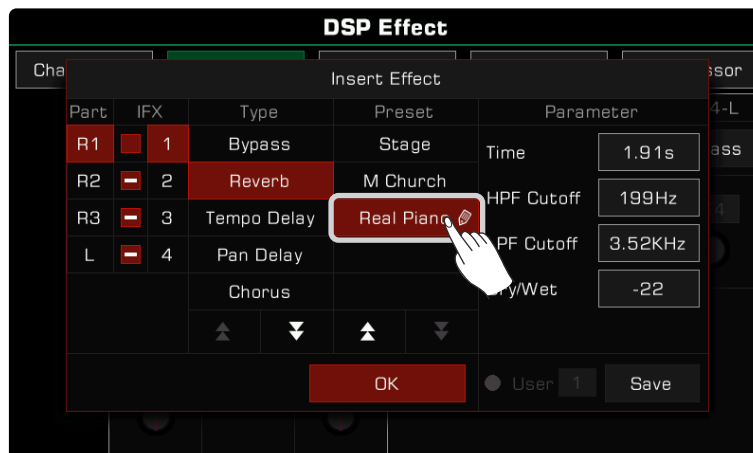 DSP Effect
Cha
ssor
Insert Effect
Part IFX Type Preset Parameter
4-L
R1 1 Bypass Stage Time 1.91s
ass
R2 2 Reverb M Church HPF Cutoff 199Hz
R3 3 Tempo Delay Real Piano PF Cutoff 3.52KHz
4
L 4 Pan Delay
Chorus ry/Wet -22
OK User 1 Save